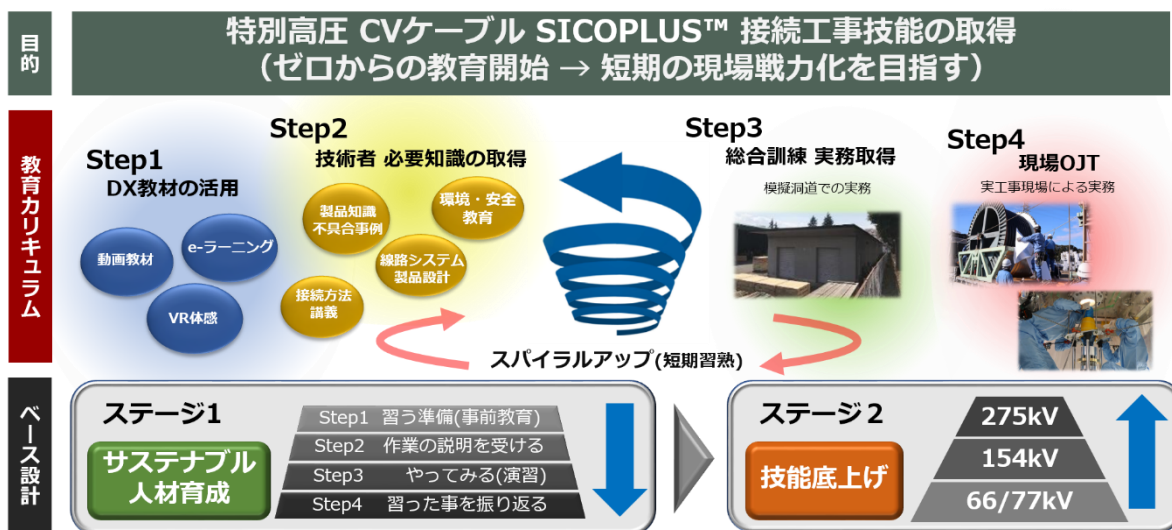 目的
特別高圧 CVケーブル SICOPLUS™ 接続工事技能の取得
（ゼロからの教育開始 → 短期の現場戦力化を目指す）
教育カリキュラム
Step1
DX教材の活用
動画教材
e-ラーニング
VR体感
Step2
技術者 必要知識の取得
製品知識
不具合事例
環境・安全
教育
線路システム
製品設計
接続方法
講義
Step3
総合訓練 実務取得
模擬洞道での実務
Step4
現場OJT
実工事現場による実務
スパイラルアップ(短期習熟)
ベース設計
ステージ1
サステナブル
人材育成
Step1 習う準備(事前教育)
Step2 作業の説明を受ける
Step3 やってみる(演習)
Step4 習った事を振り返る
ステージ２
技能底上げ
275kV
154kV
66/77kV